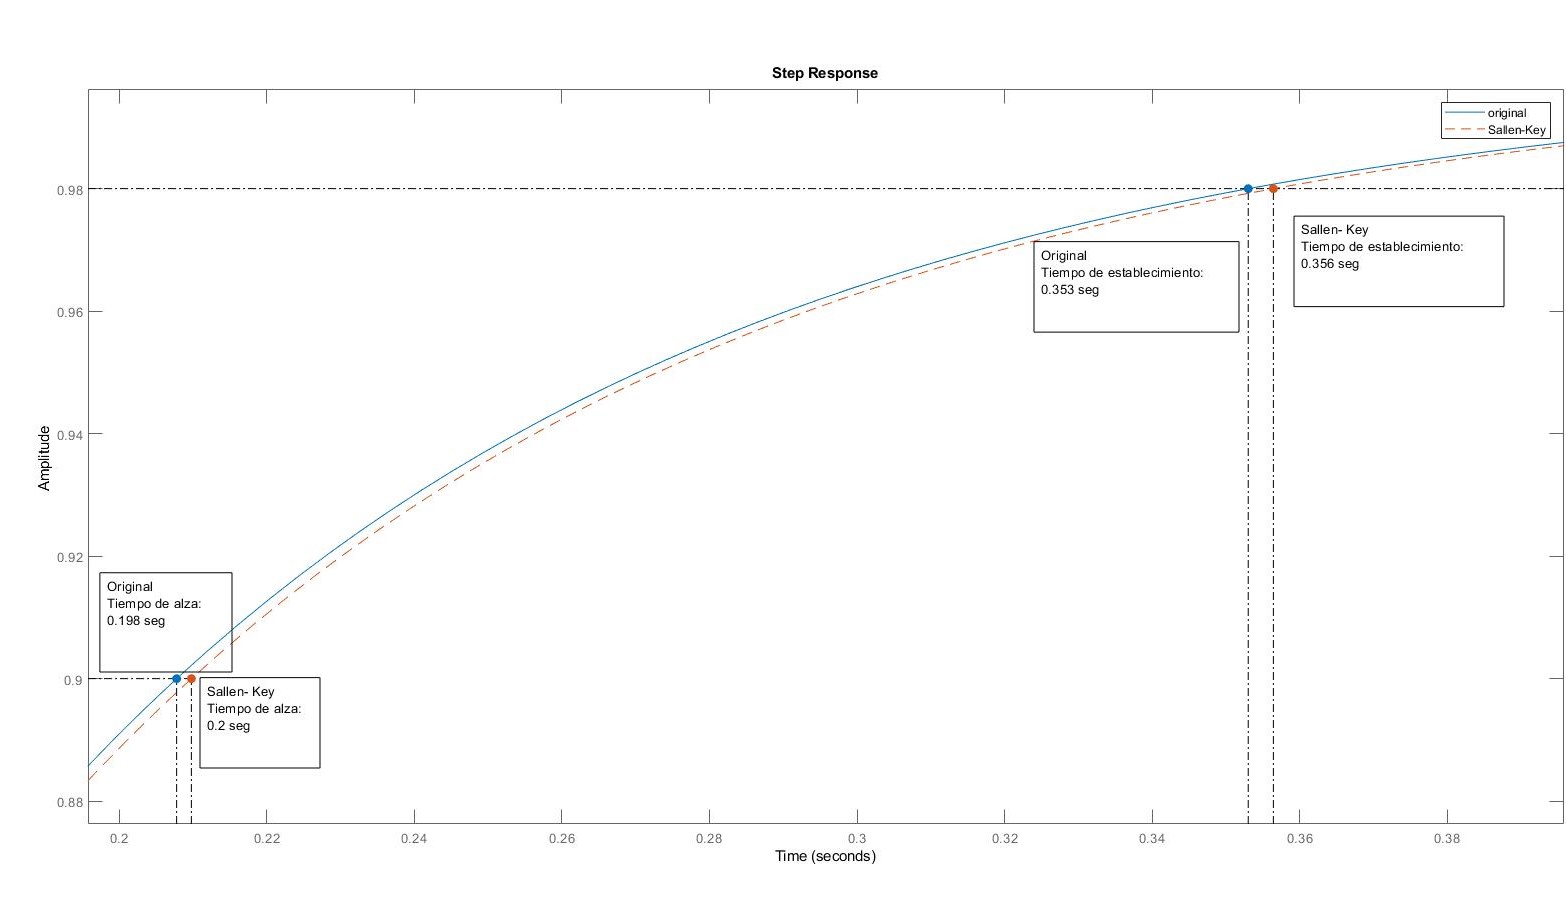 Step Response
original
Sallen-Key
0.98
0.96
0.94
0.92
0.9
0.88
Amplitude
Sallen- Key
Tiempo de establecimiento:
0.356 seg
Original
Tiempo de establecimiento:
0.353 seg
Original
Tiempo de alza:
0.198 seg
Sallen- Key
Tiempo de alza:
0.2 seg
0.2
0.22
0.24
0.26
0.28
0.3
0.32
0.34
0.36
0.38
Time (seconds)